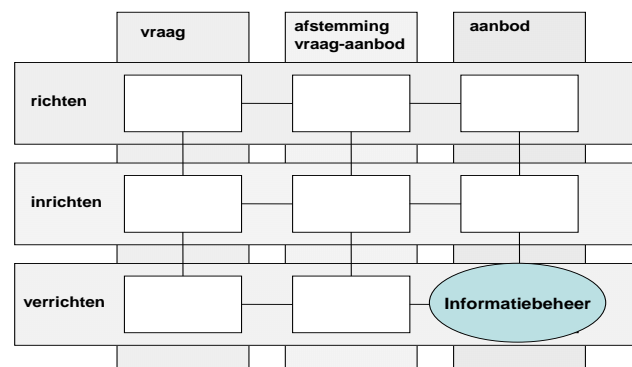 vraag
afstemming
vraag-aanbod
aanbod
richten
inrichten
verrichten
Informatiebeheer